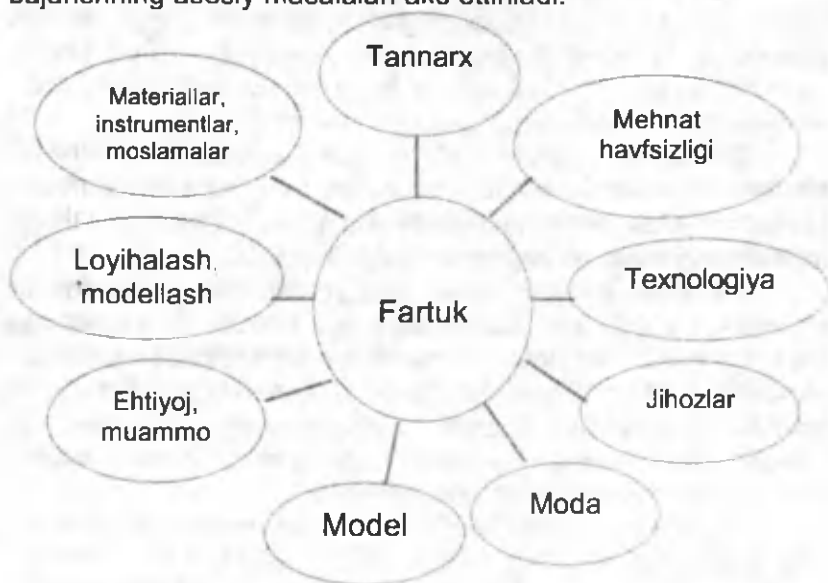 Tannarx
Materiallar,
instrumentlar,
moslamalar
Mehnat
havfsizligi
Loyihalash,
modellash
Fartuk
Texnologiya
Ehtiyoj,
muammo
Jihozlar
Model
Moda